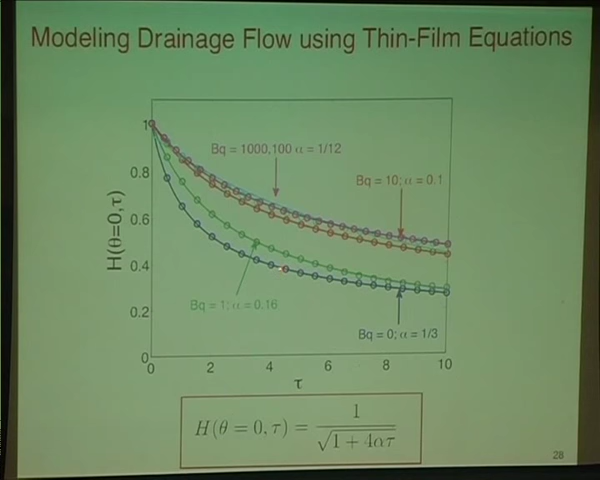 Modeling Drainage Flow using Thin-Film Equations
Bq = 1000,100 α = 1/12
Bq = 10; α = 0.1
Bq = 1; α = 0.16
Bq = 0; α = 1/3
H(θ=0,τ)
1
0.8
0.6
0.4
0.2
0
0 2 4 6 8 10
τ
H(θ = 0, τ) = 1 / √(1 + 4ατ)
28